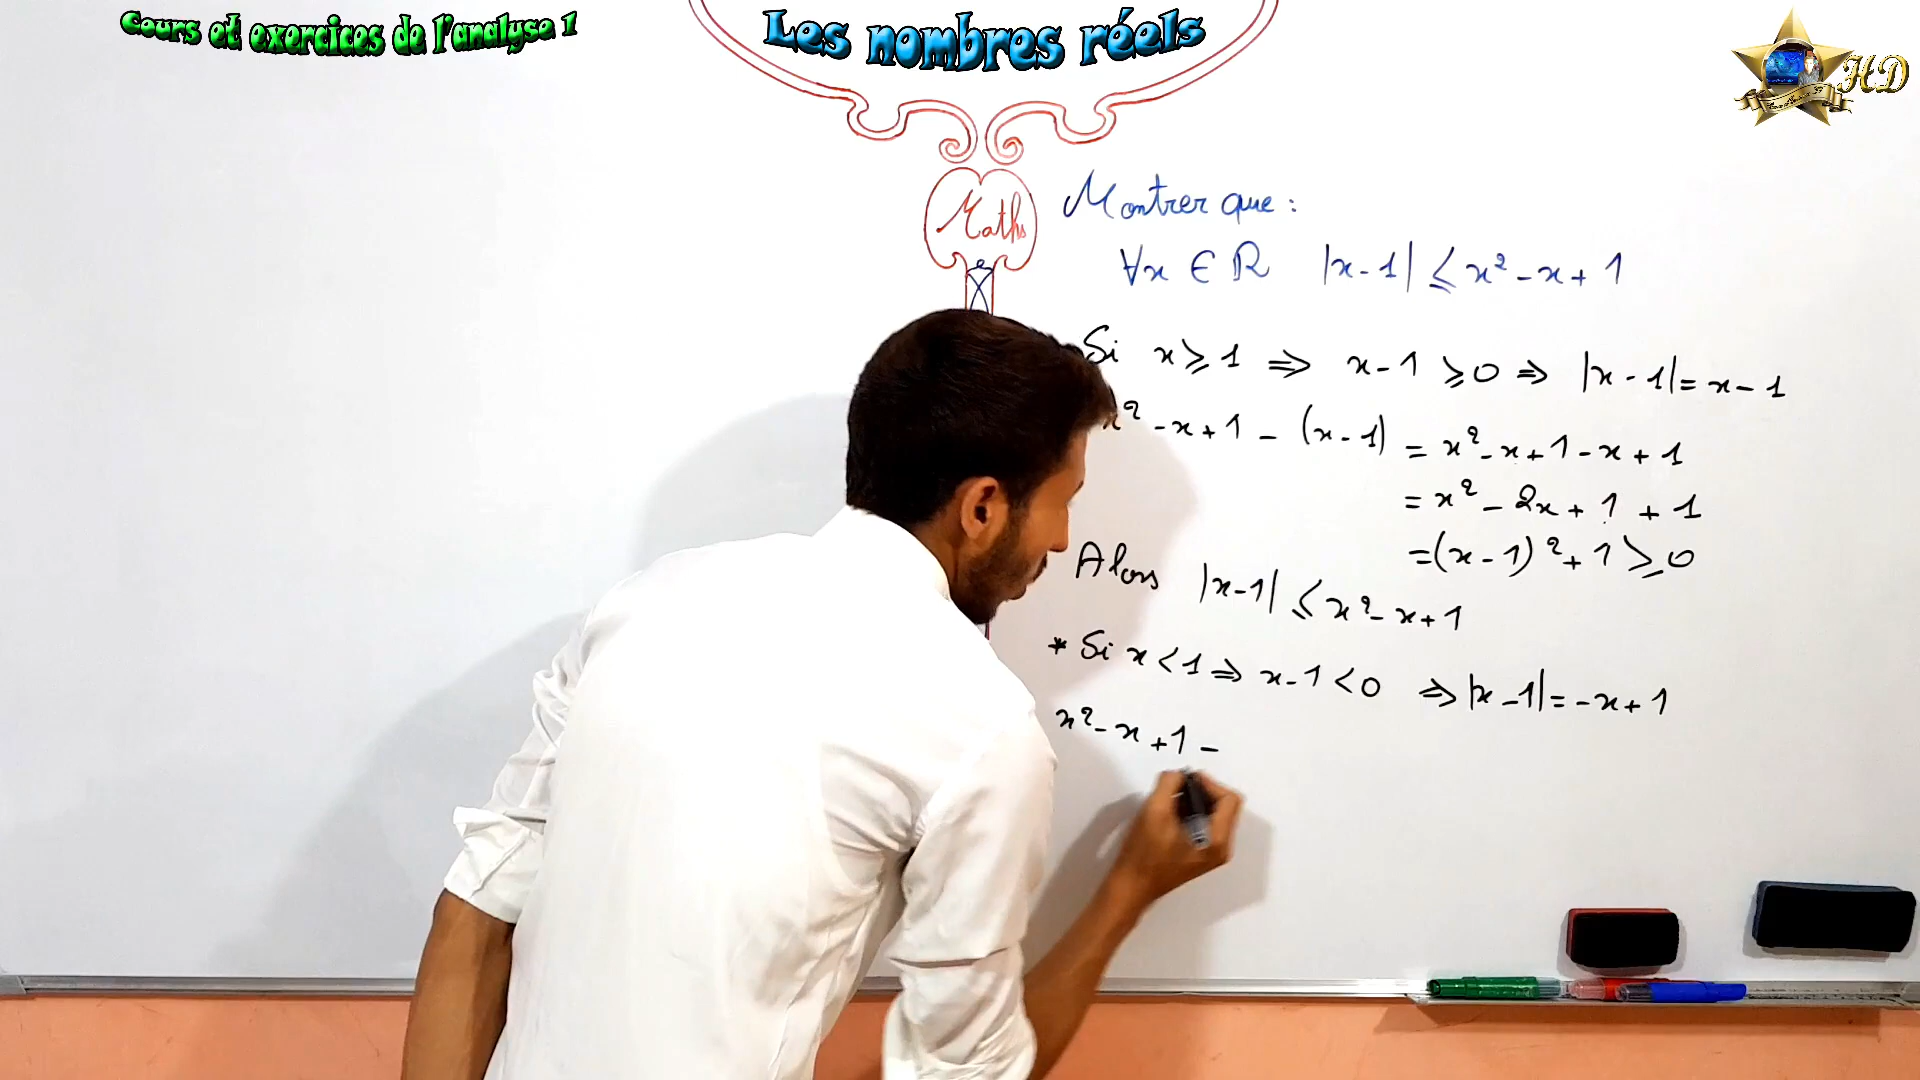 Cours et exercices de l'analyse 1
Les nombres réels
HD
Maths
Montrer que :
∀x ∈ ℝ |x-1| ≤ x² - x + 1
Si x ≥ 1 ⇒ x - 1 ≥ 0 ⇒ |x - 1| = x - 1
x² - x + 1 - (x - 1) = x² - x + 1 - x + 1
= x² - 2x + 1 + 1
= (x - 1)² + 1 ≥ 0
Alors |x-1| ≤ x² - x + 1
* Si x < 1 ⇒ x - 1 < 0 ⇒ |x - 1| = -x + 1
x² - x + 1 -